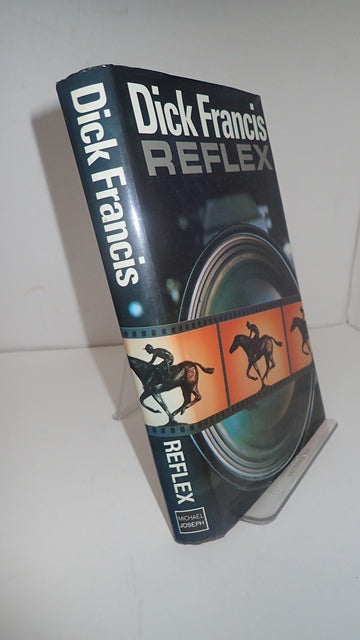 Dick Francis
REFLEX
MICHAEL
JOSEPH
Dick Francis
REFLEX